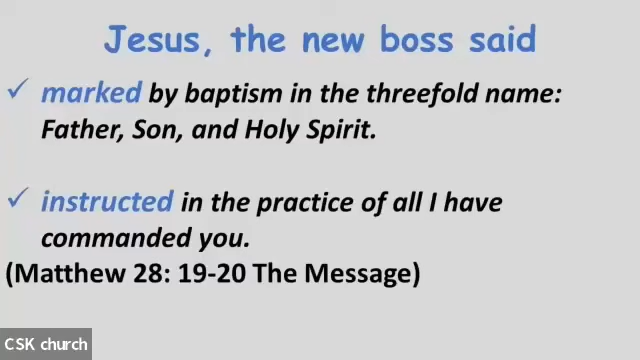 Jesus, the new boss said
✓ marked by baptism in the threefold name:
Father, Son, and Holy Spirit.
✓ instructed in the practice of all I have
commanded you.
(Matthew 28: 19-20 The Message)
CSK church